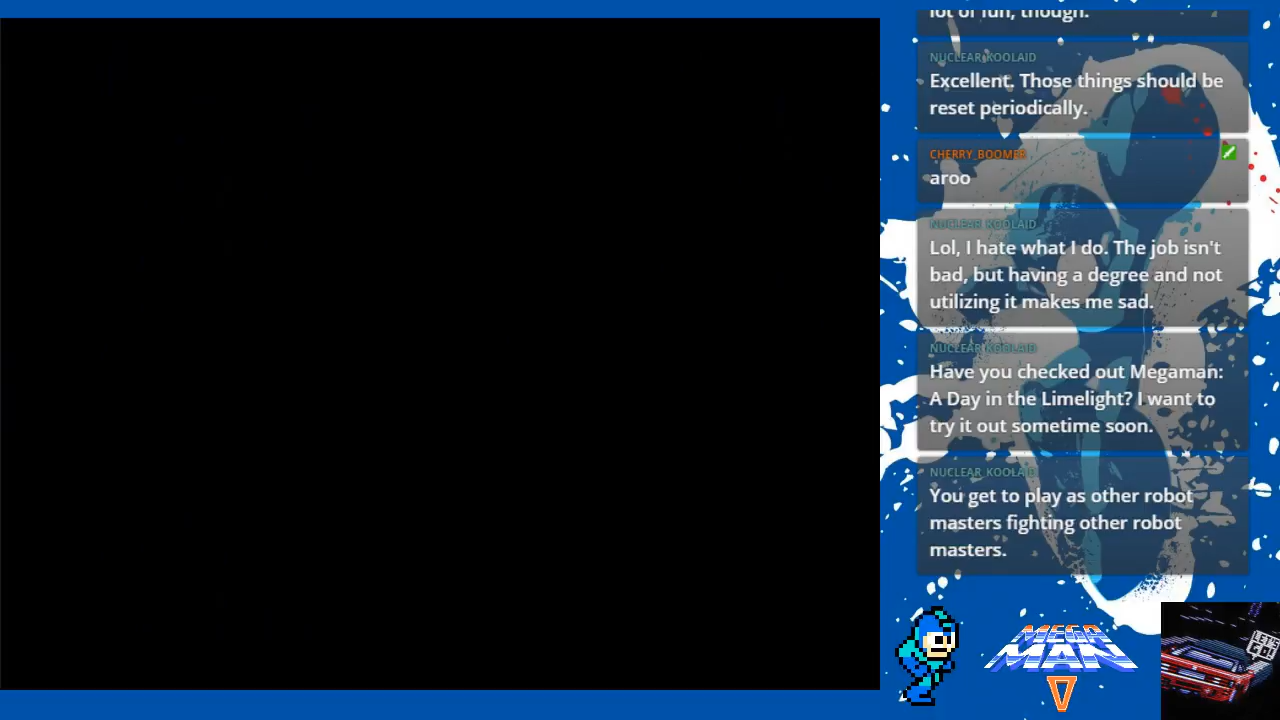 lot of fun, though.
NUCLEAR_KOOLAID
Excellent. Those things should be
reset periodically.
CHERRY_BOOMER
aroo
NUCLEAR_KOOLAID
Lol, I hate what I do. The job isn't
bad, but having a degree and not
utilizing it makes me sad.
NUCLEAR_KOOLAID
Have you checked out Megaman:
A Day in the Limelight? I want to
try it out sometime soon.
NUCLEAR_KOOLAID
You get to play as other robot
masters fighting other robot
masters.
MEGA
MAN
V
LET'S
GO!